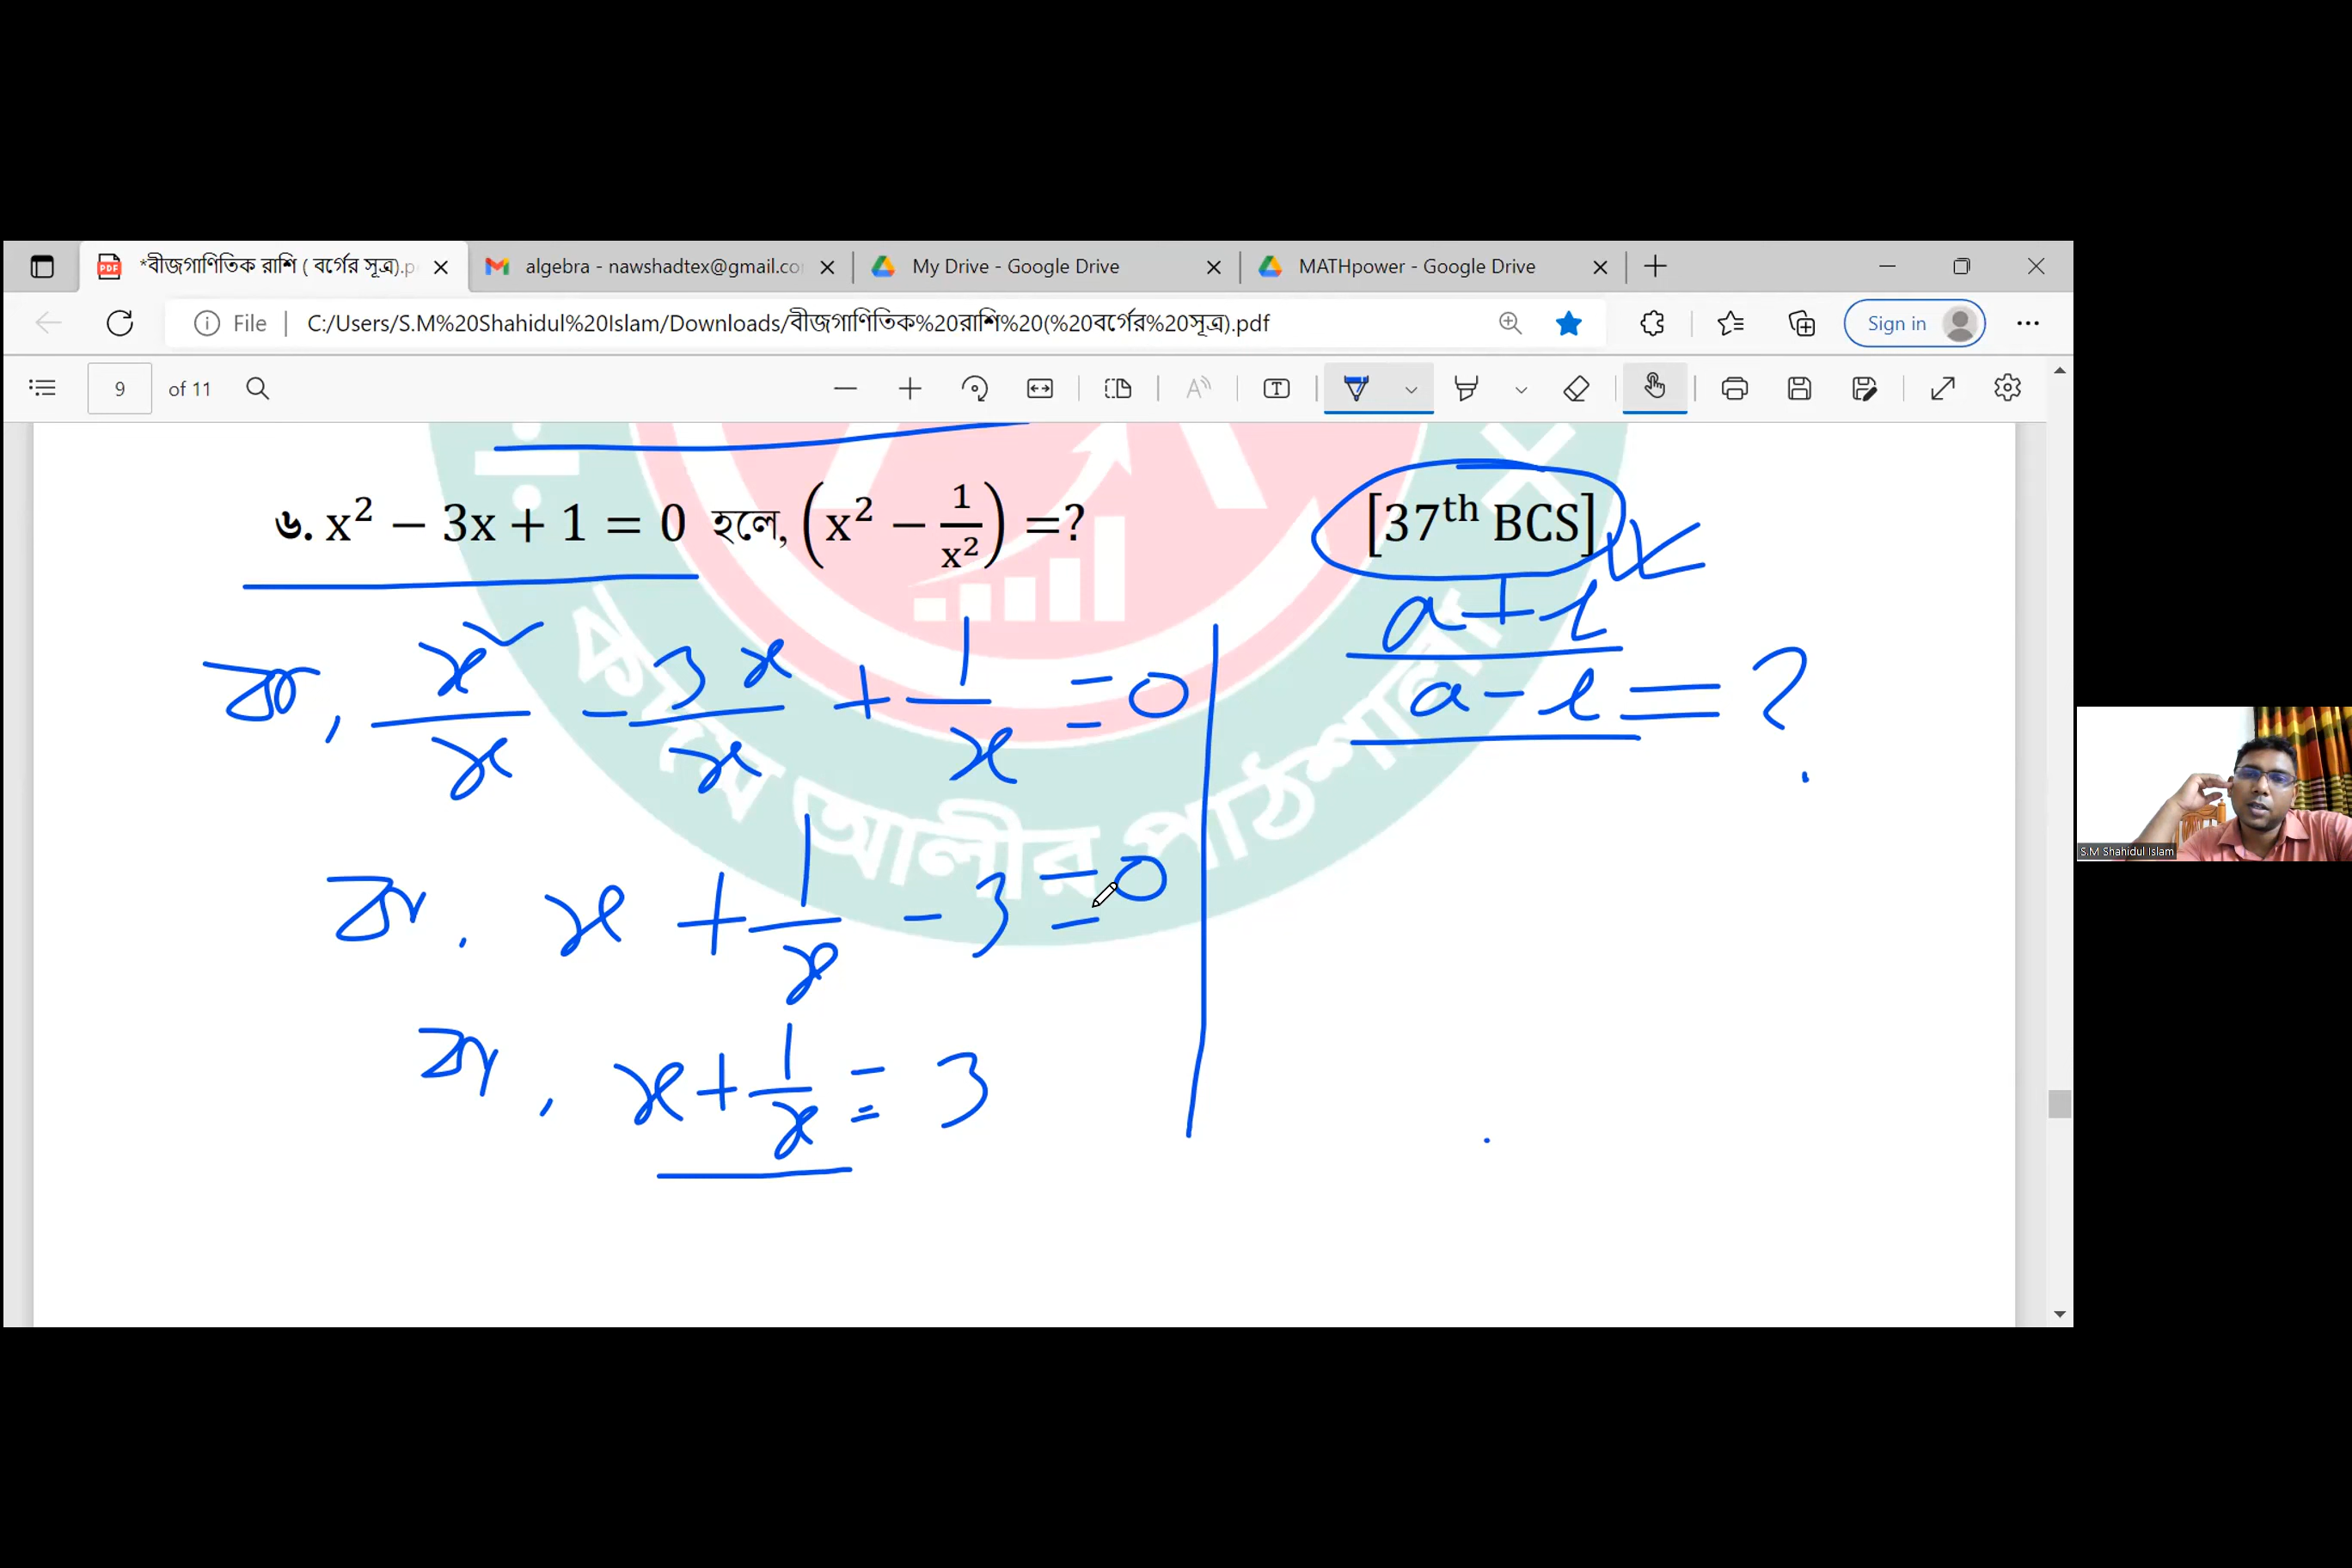 *বীজগাণিতিক রাশি ( বর্গের সূত্র).p
algebra - nawshadtex@gmail.co
My Drive - Google Drive
MATHpower - Google Drive
File
C:/Users/S.M%20Shahidul%20Islam/Downloads/বীজগাণিতিক%20রাশি%20(%20বর্গের%20সূত্র).pdf
Sign in
9 of 11
৬. x² − 3x + 1 = 0 হলে, (x² − 1/x²) =? [37th BCS]
বা, x²/x − 3x/x + 1/x = 0
a + b
a − b = ?
বা, x + 1/x − 3 = 0
বা, x + 1/x = 3
কাসেম আলীর পাঠশালা
S.M Shahidul Islam